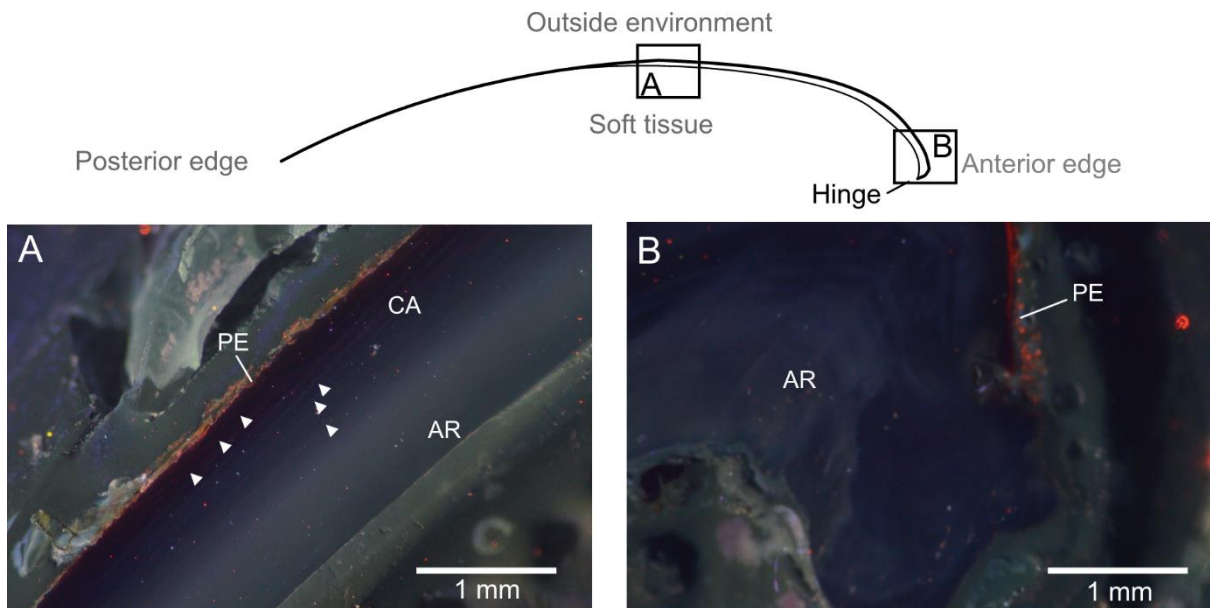 Outside environment
A
Soft tissue
B
Posterior edge
Anterior edge
Hinge
A
CA
PE
AR
1 mm
B
PE
AR
1 mm